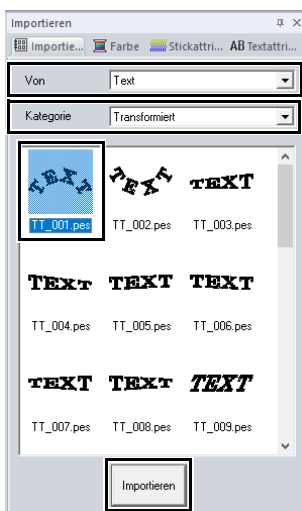 Importieren
Importie... Farbe Stickattri... AB Textattri...
Von Text
Kategorie Transformiert
TEXT TEXT TEXT
TT_001.pes TT_002.pes TT_003.pes
TEXT TEXT TEXT
TT_004.pes TT_005.pes TT_006.pes
TEXT TEXT TEXT
TT_007.pes TT_008.pes TT_009.pes
Importieren